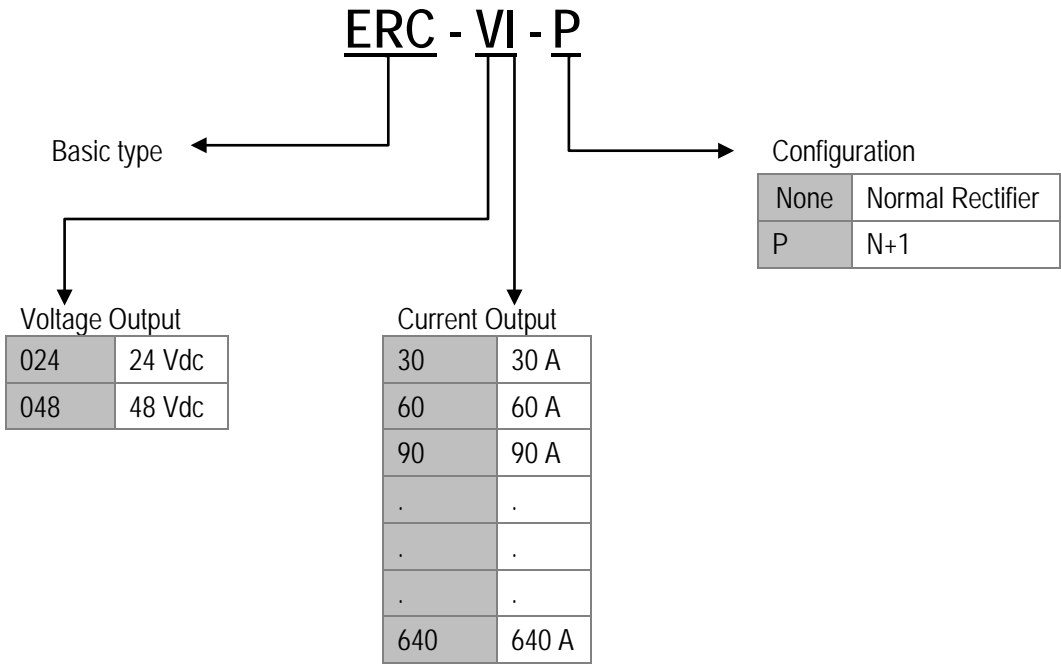 ERC - VI - P
Basic type
Configuration
None Normal Rectifier
P N+1
Voltage Output
024 24 Vdc
048 48 Vdc
Current Output
30 30 A
60 60 A
90 90 A
. .
. .
. .
640 640 A